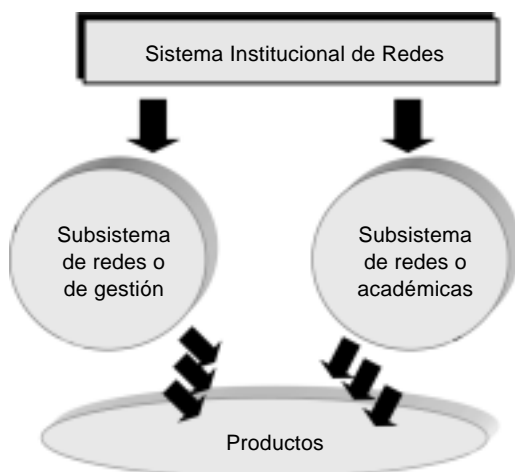 Sistema Institucional de Redes
Subsistema
de redes o
de gestión
Subsistema
de redes o
académicas
Productos